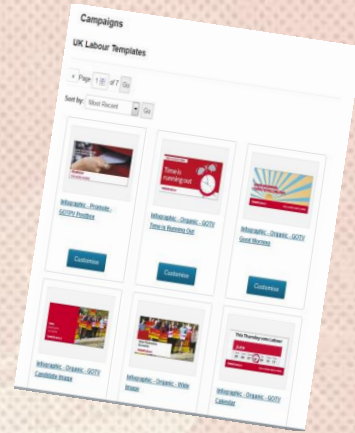 Campaigns
UK Labour Templates
Page 1 of 7 Go
Sort by: Most Recent Go
Time is
running out
Infographic - Promote -
GOTPV Positive
Infographic - Organic - GOTV
Time is Running Out
Infographic - Organic - GOTV
Good Morning
Customise
Customise
Customise
This Thursday vote Labour
JUNE
Infographic - Organic - GOTV
Candidate Image
Infographic - Organic - Wide
Image
Infographic - Organic - GOTV
Calendar